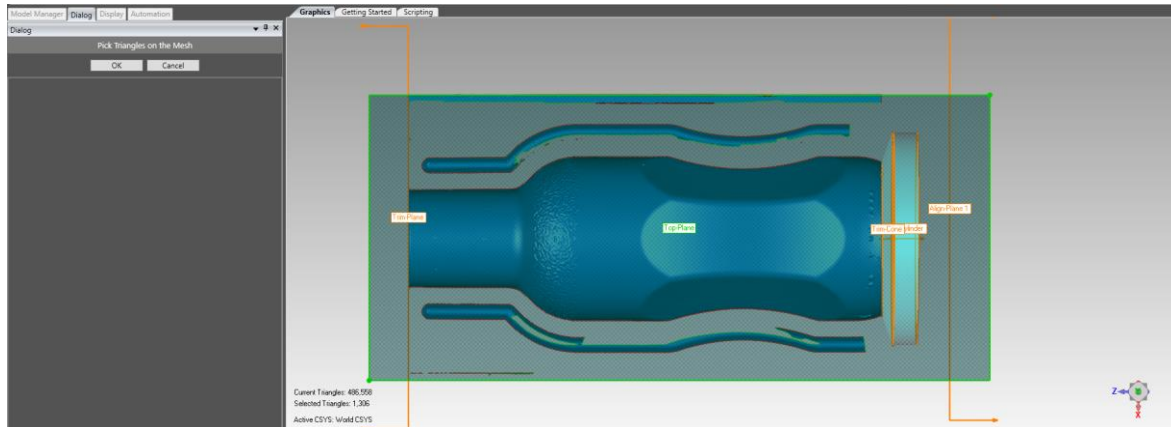 Model Manager Dialog Display Automation
Dialog
Pick Triangles on the Mesh
OK Cancel
Graphics Getting Started Scripting
Trim-Plane
Top-Plane
Trim-Cone
Align-Plane 1
Current Triangles: 486,558
Selected Triangles: 1,306
Active CSYS: World CSYS
Z
X